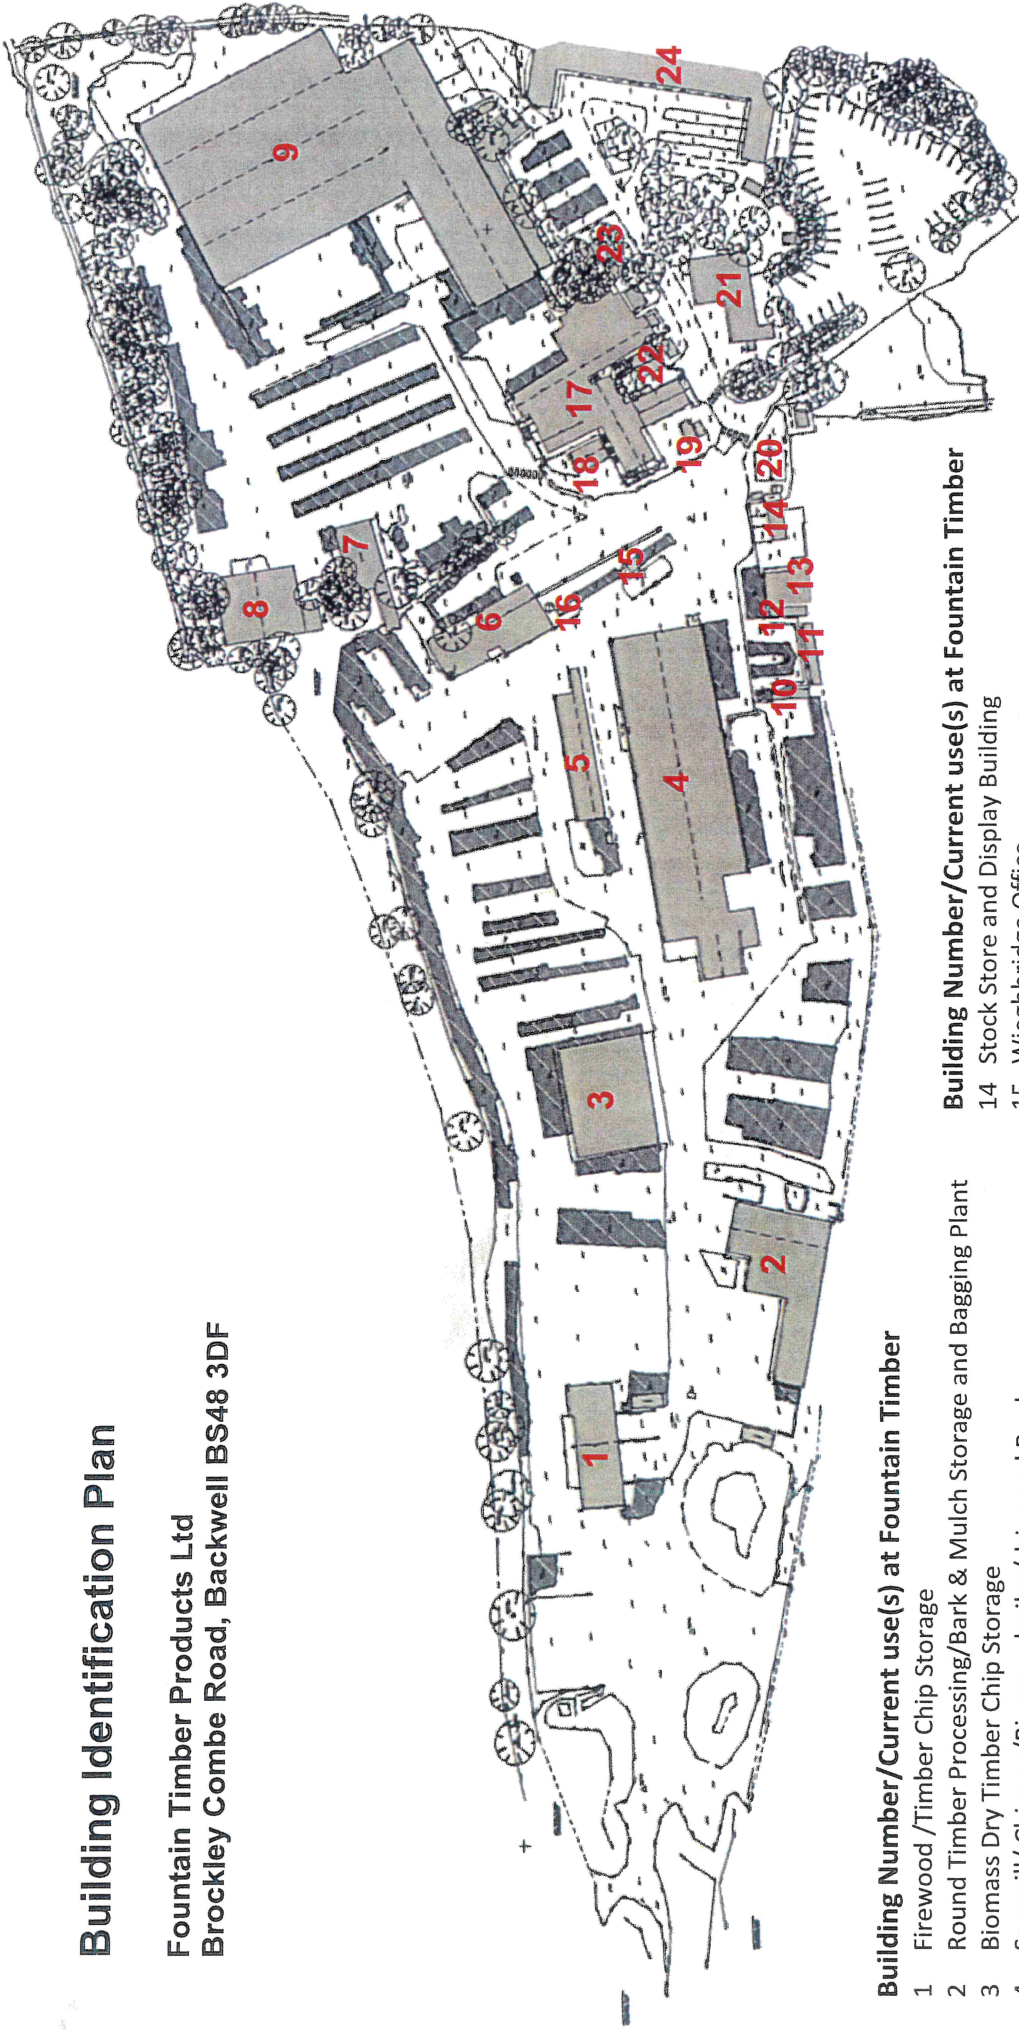 Building Identification Plan
Fountain Timber Products Ltd
Brockley Combe Road, Backwell BS48 3DF
1
2
3
4
5
6
7
8
9
10
11
12
13
14
15
16
17
18
19
20
21
22
23
24
Building Number/Current use(s) at Fountain Timber
1 Firewood /Timber Chip Storage
2 Round Timber Processing/Bark & Mulch Storage and Bagging Plant
3 Biomass Dry Timber Chip Storage
Building Number/Current use(s) at Fountain Timber
14 Stock Store and Display Building
15 Wieghbridge Office